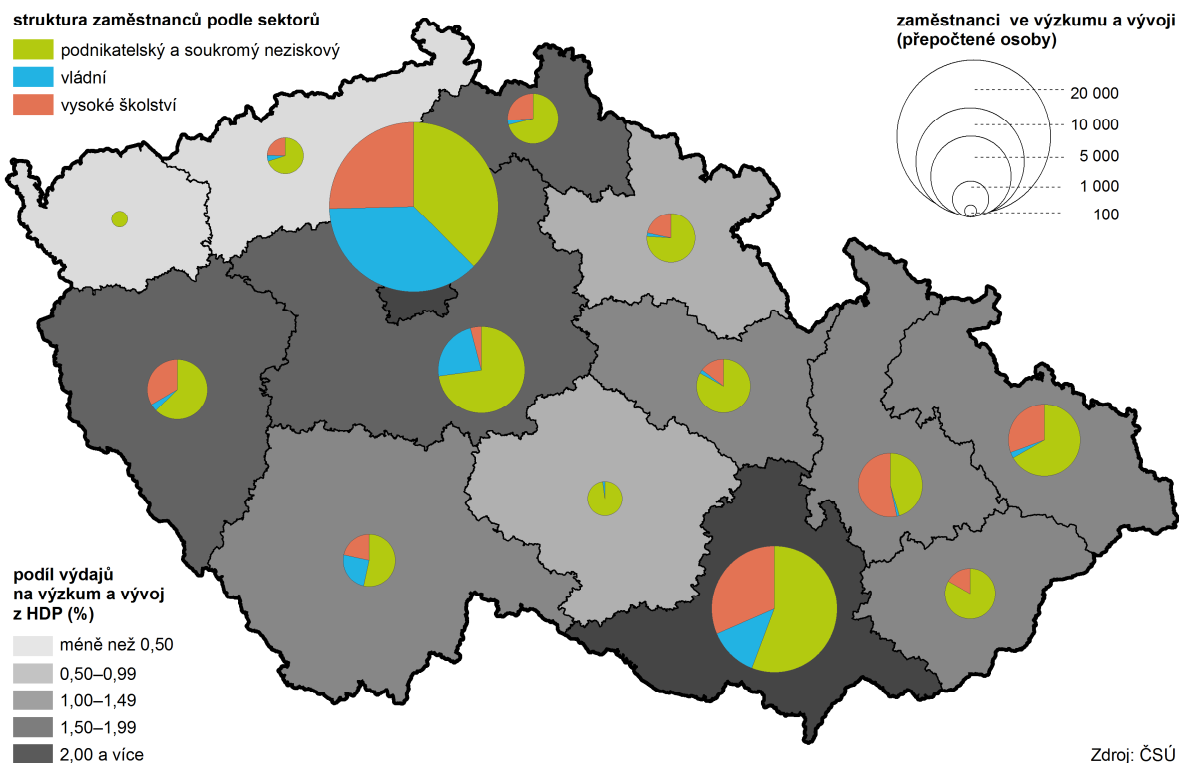 struktura zaměstnanců podle sektorů
podnikatelský a soukromý neziskový
vládní
vysoké školství
zaměstnanci ve výzkumu a vývoji
(přepočtené osoby)
20 000
10 000
5 000
1 000
100
podíl výdajů
na výzkum a vývoj
z HDP (%)
méně než 0,50
0,50–0,99
1,00–1,49
1,50–1,99
2,00 a více
Zdroj: ČSÚ